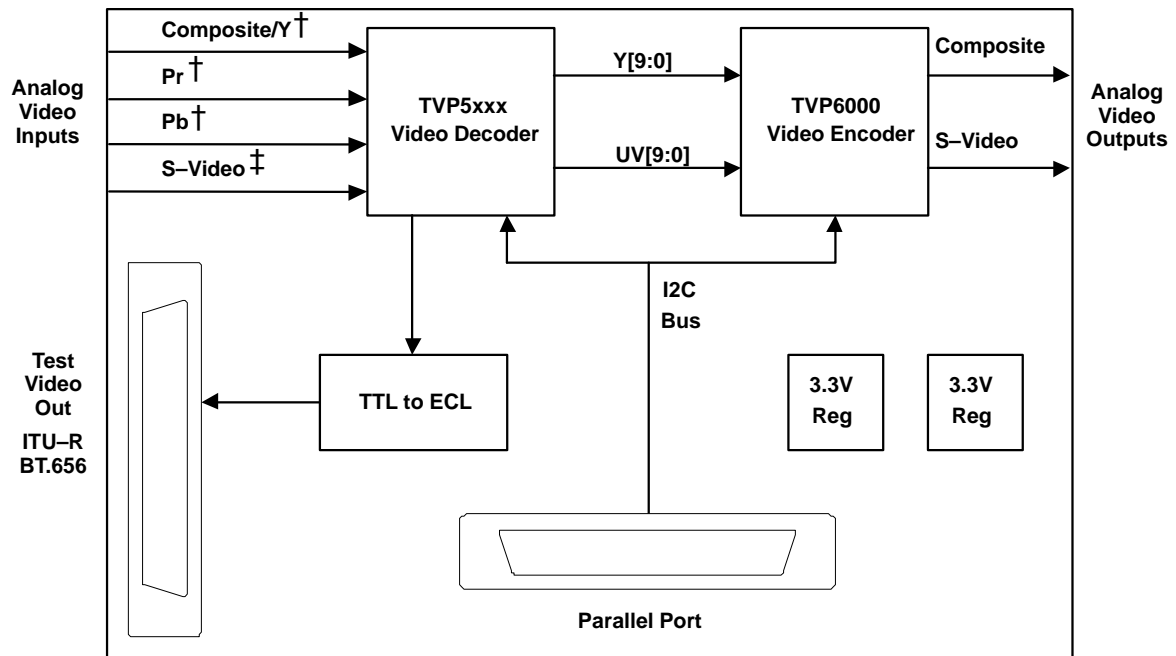 Analog
Video
Inputs
Composite/Y†
Pr†
Pb†
S–Video‡
TVP5xxx
Video Decoder
Y[9:0]
UV[9:0]
TVP6000
Video Encoder
Composite
S–Video
Analog
Video
Outputs
I2C
Bus
Test
Video
Out
ITU–R
BT.656
TTL to ECL
3.3V
Reg
3.3V
Reg
Parallel Port